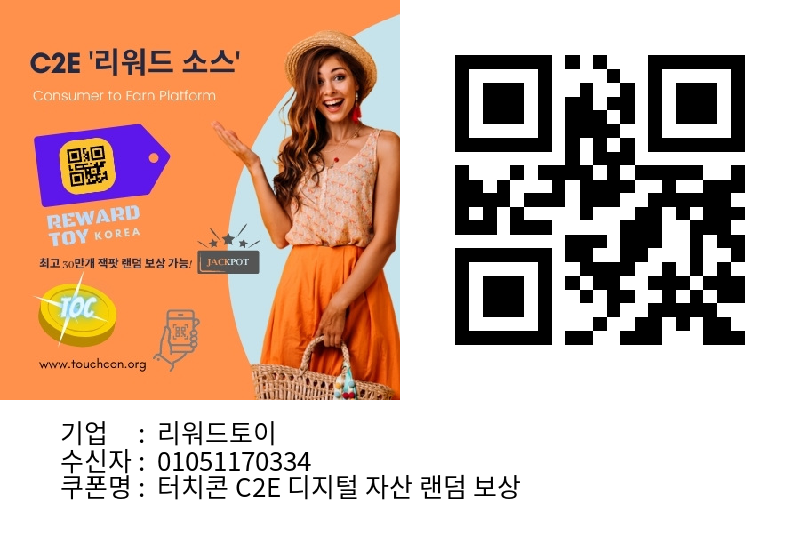 C2E '리워드 소스'
Consumer to Earn Platform
REWARD
TOY KOREA
최고 30만개 잭팟 랜덤 보상 가능!
JACKPOT
TOC
www.touchcon.org
기업 : 리워드토이
수신자 : 01051170334
쿠폰명 : 터치콘 C2E 디지털 자산 랜덤 보상